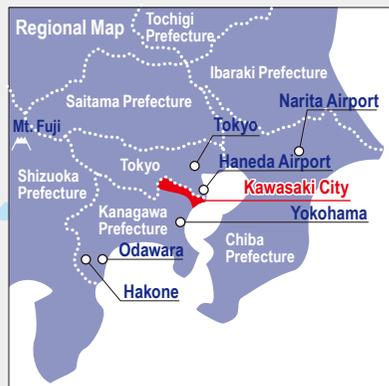 Regional Map
Tochigi
Prefecture
Ibaraki Prefecture
Saitama Prefecture
Narita Airport
Mt. Fuji
Tokyo
Tokyo
Haneda Airport
Shizuoka
Prefecture
Kawasaki City
Kanagawa
Prefecture
Yokohama
Chiba
Prefecture
Odawara
Hakone